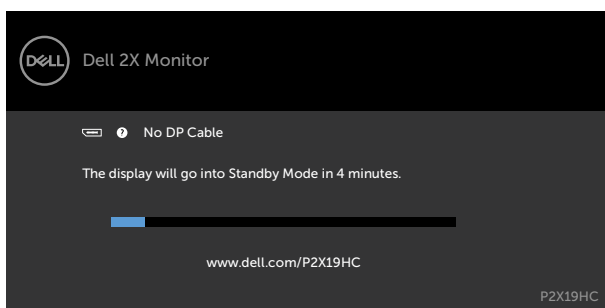 DELL
Dell 2X Monitor
? No DP Cable
The display will go into Standby Mode in 4 minutes.
www.dell.com/P2X19HC
P2X19HC